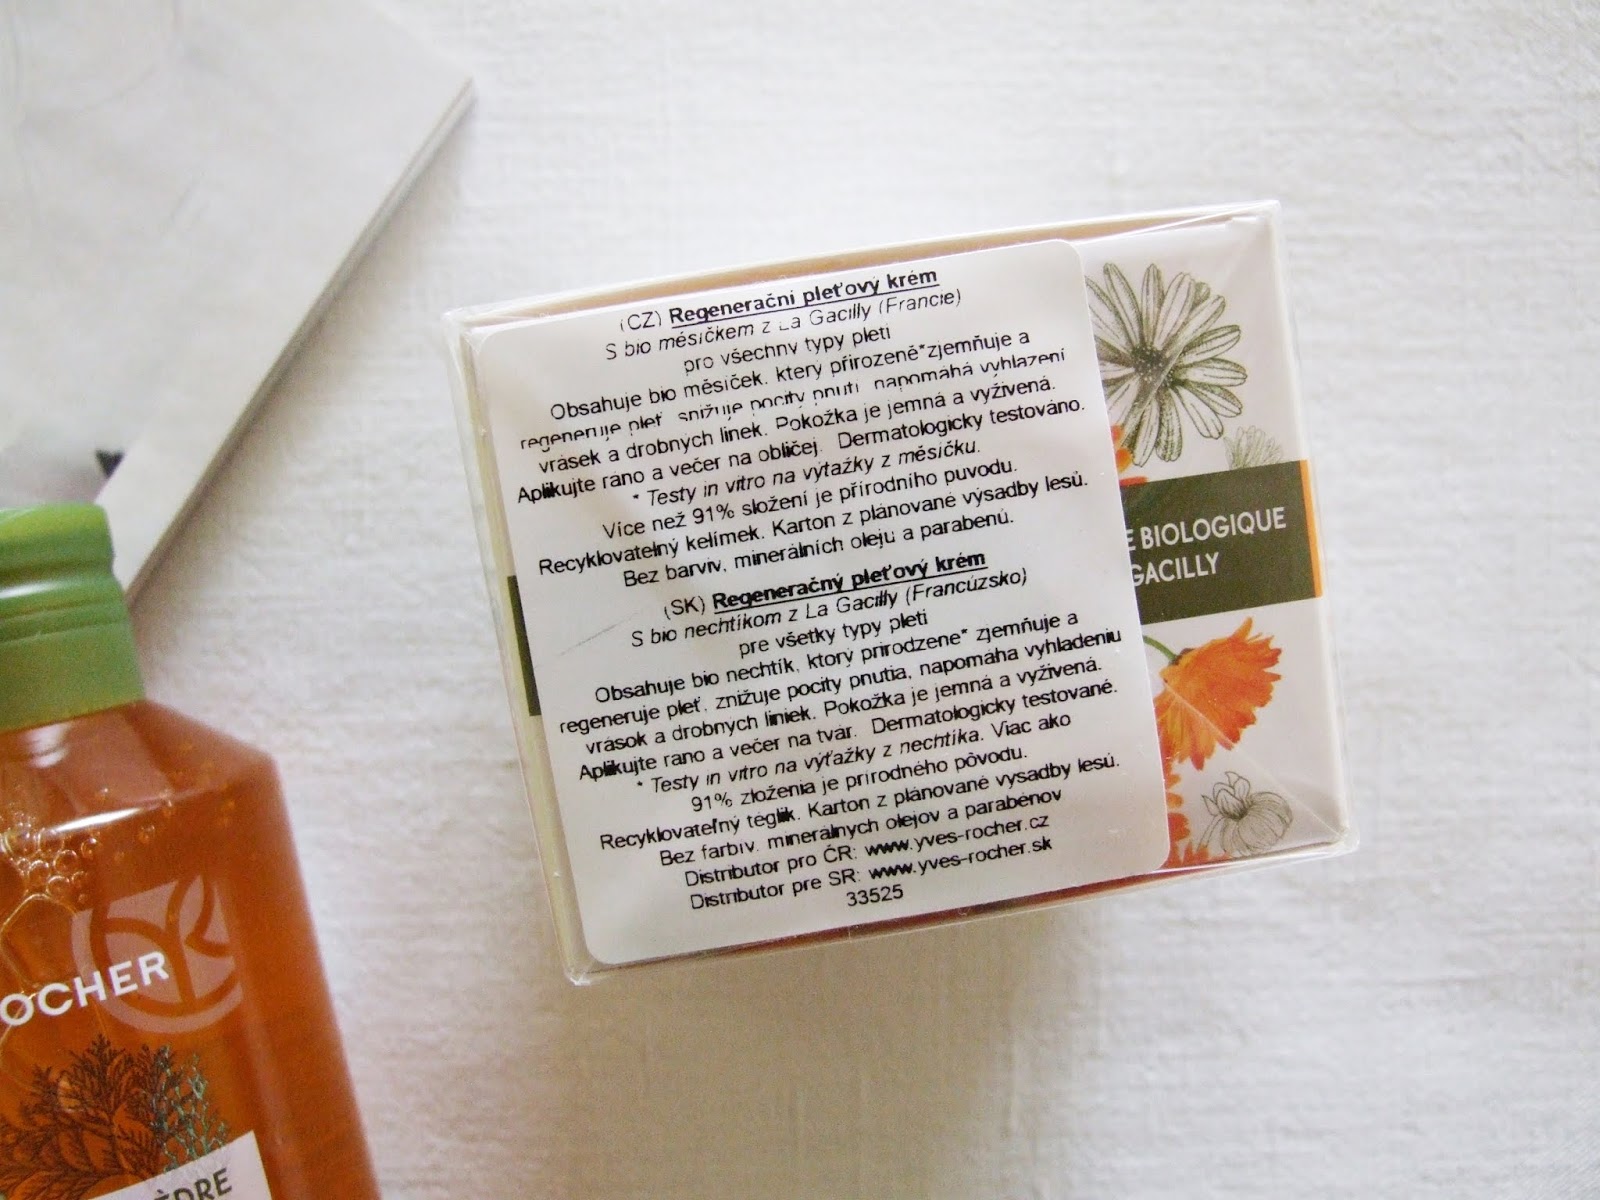 (CZ) Regenerační pleťový krém
S bio měsíčkem z La Gacilly (Francie)
pro všechny typy pleti
Obsahuje bio měsíček, který přirozeně*zjemňuje a
regeneruje pleť, snižuje pocity pnutí, napomáhá vyhlazení
vrásek a drobných linek. Pokožka je jemná a vyživená.
Aplikujte ráno a večer na obličej. Dermatologicky testováno.
* Testy in vitro na výtažky z měsíčku.
Více než 91% složení je přírodního původu.
Recyklovatelný kelímek. Karton z plánované výsadby lesů.
Bez barviv, minerálních olejů a parabenů.
(SK) Regeneračný pleťový krém
S bio nechtíkom z La Gacilly (Francúzsko)
pre všetky typy pleti
Obsahuje bio nechtík, ktorý prirodzene* zjemňuje a
regeneruje pleť, znižuje pocity pnutia, napomáha vyhladeniu
vrások a drobných liniek. Pokožka je jemná a vyživená.
Aplikujte ráno a večer na tvár. Dermatologicky testované.
* Testy in vitro na výťažky z nechtíka. Viac ako
91% zloženia je prírodného pôvodu.
Recyklovateľný téglik. Karton z plánované výsadby lesů.
Bez farbív, minerálnych olejov a parabénov
Distributor pro ČR: www.yves-rocher.cz
Distributor pre SR: www.yves-rocher.sk
33525
E BIOLOGIQUE
GACILLY
OCHER
ÈDRE